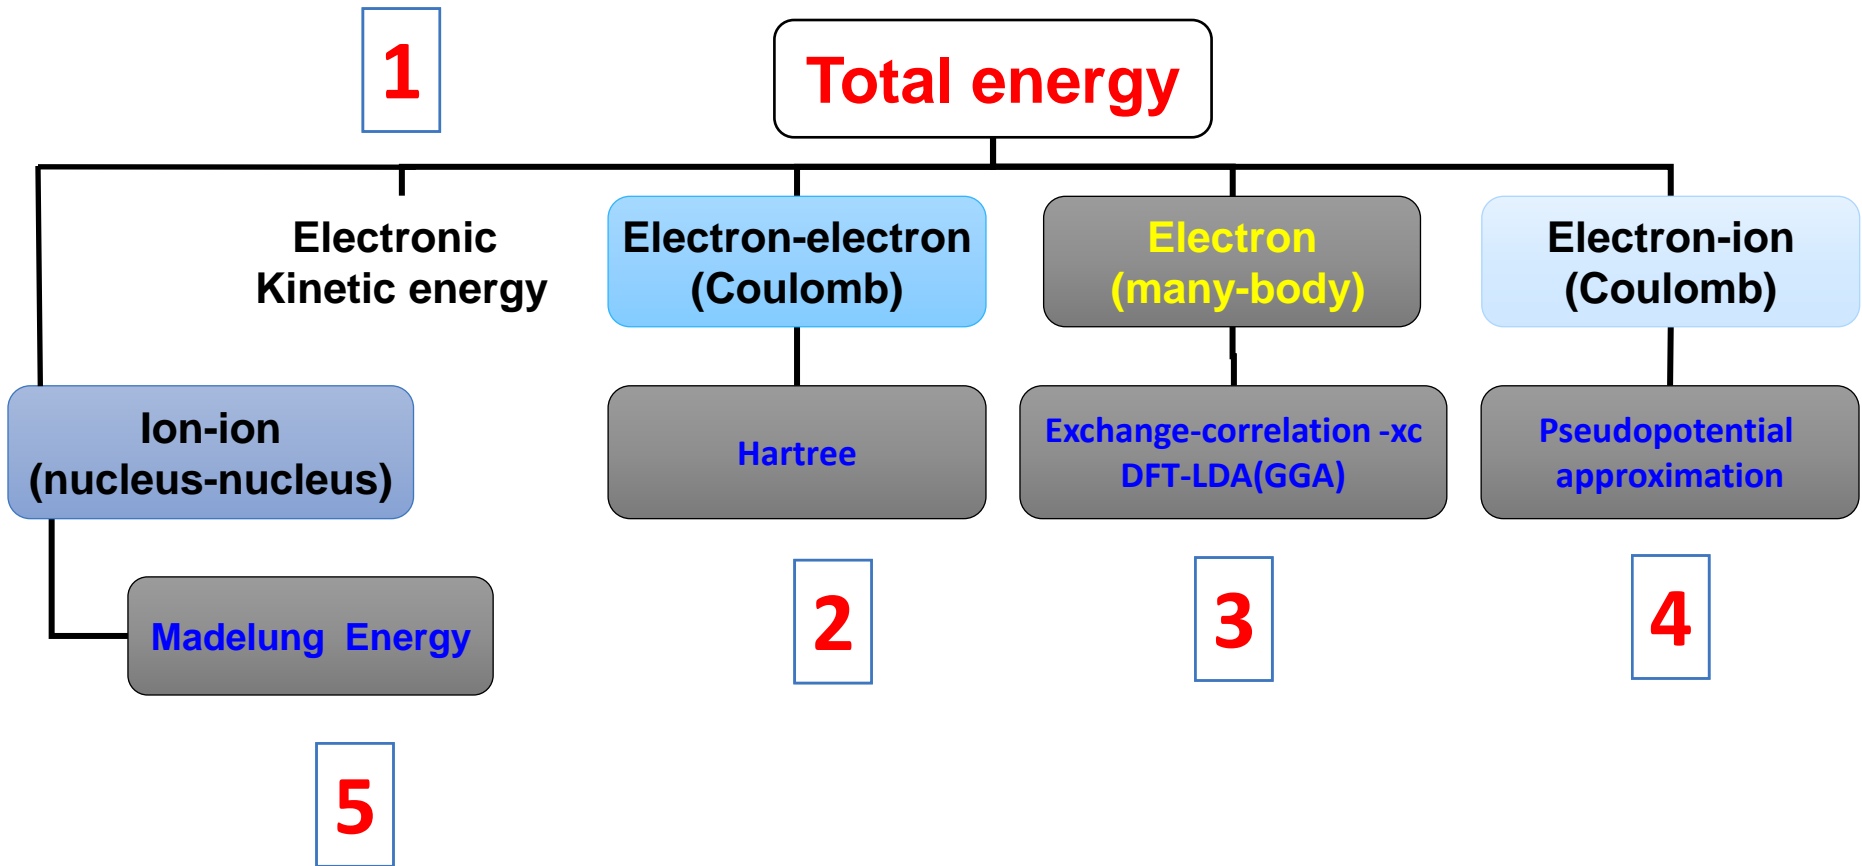 1
Total energy
Electronic
Kinetic energy
Electron-electron
(Coulomb)
Electron
(many-body)
Electron-ion
(Coulomb)
Ion-ion
(nucleus-nucleus)
Hartree
Exchange-correlation -xc
DFT-LDA(GGA)
Pseudopotential
approximation
Madelung Energy
2
3
4
5